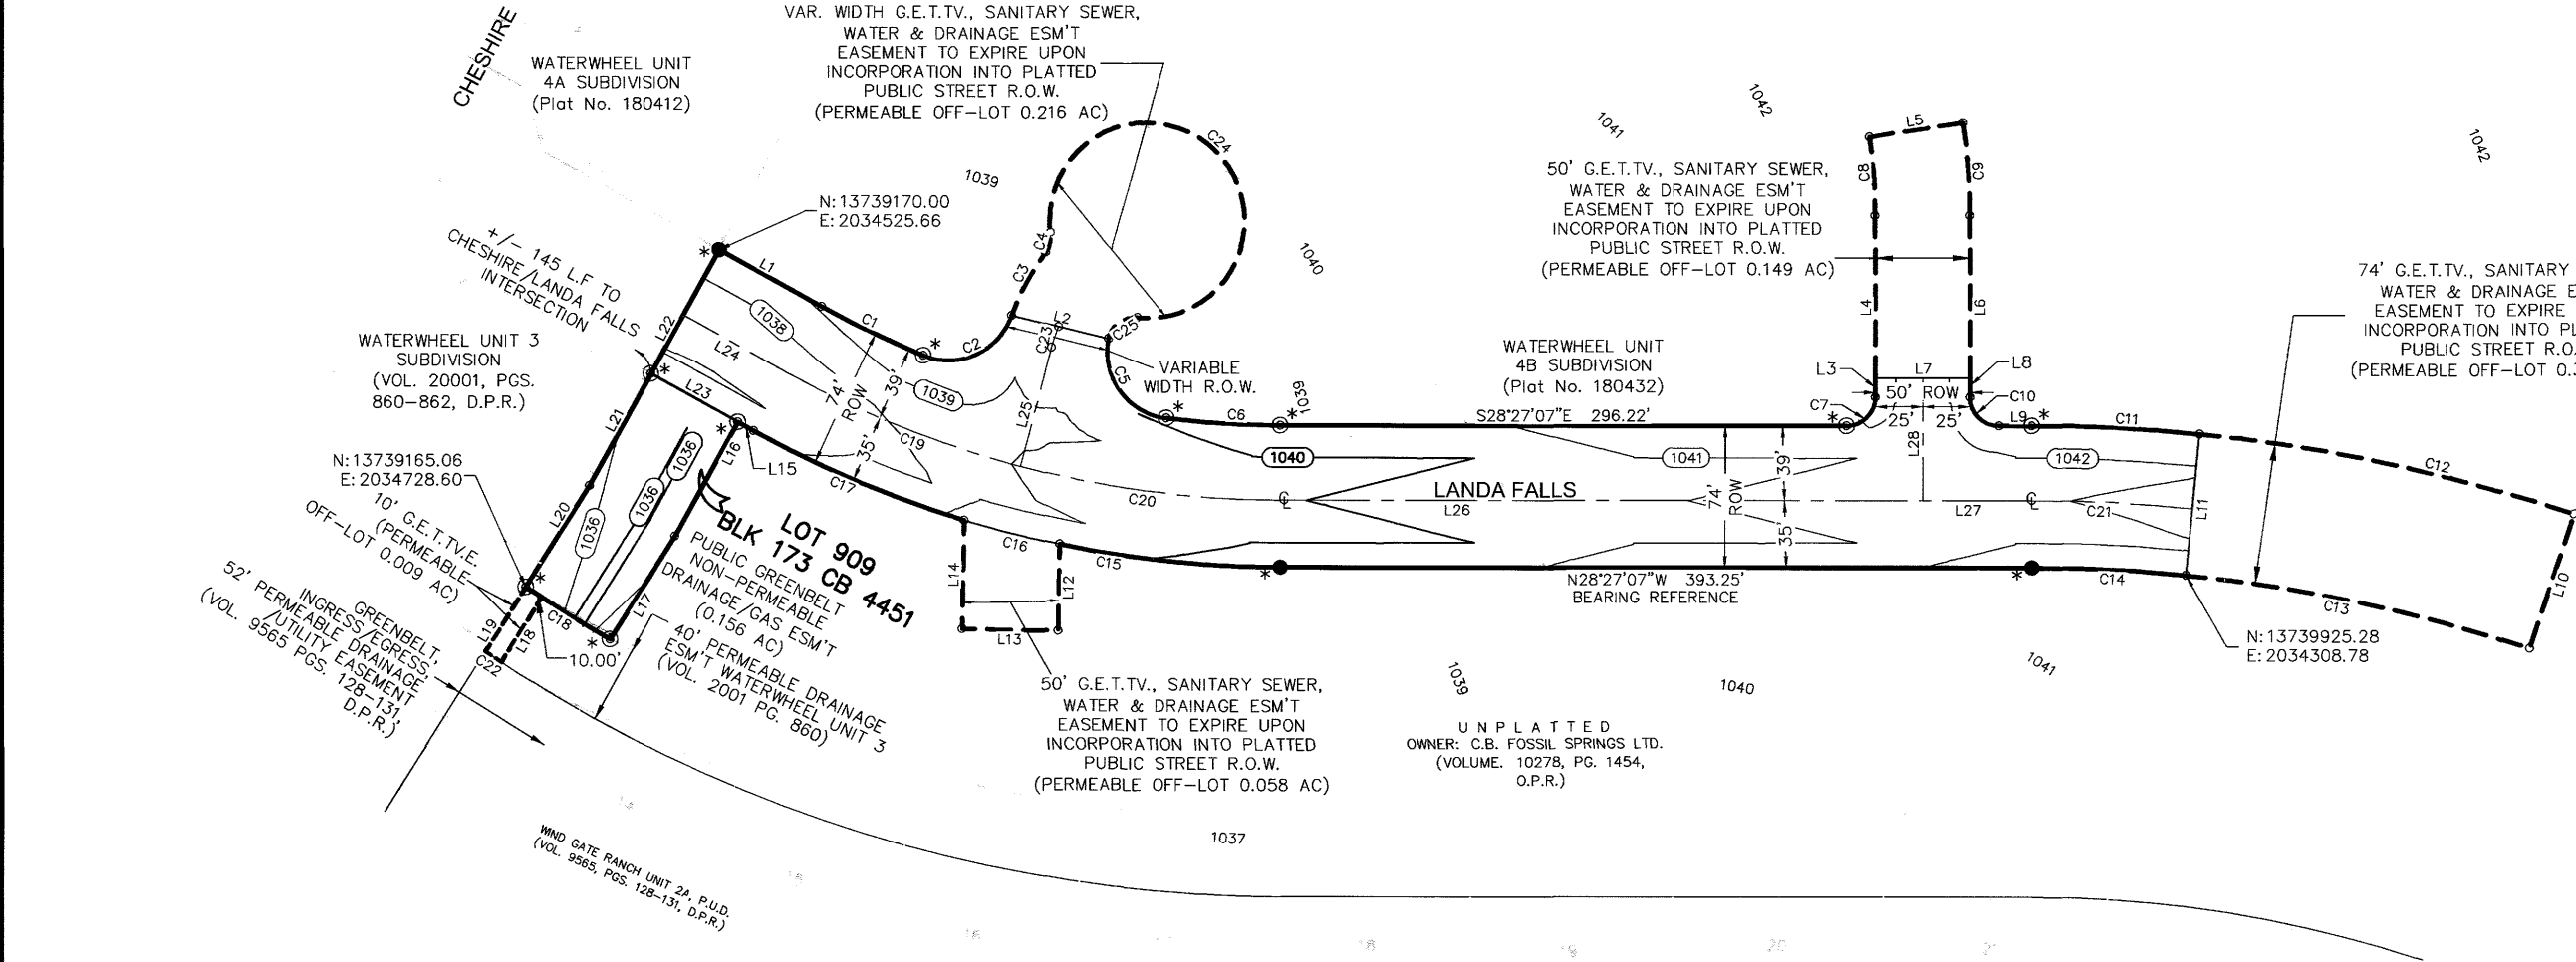 CHESHIRE
WATERWHEEL UNIT
4A SUBDIVISION
(Plat No. 180412)
VAR. WIDTH G.E.T.TV., SANITARY SEWER,
WATER & DRAINAGE ESM'T
EASEMENT TO EXPIRE UPON
INCORPORATION INTO PLATTED
PUBLIC STREET R.O.W.
(PERMEABLE OFF-LOT 0.216 AC)
1039
N:13739170.00
E:2034525.66
+/- 145 L.F TO
CHESHIRE/LANDA FALLS
INTERSECTION
WATERWHEEL UNIT 3
SUBDIVISION
(VOL. 20001, PGS.
860-862, D.P.R.)
N:13739165.06
E:2034728.60
10' G.E.T.TV.E.
(PERMEABLE
OFF-LOT 0.009 AC)
GREENBELT,
INGRESS/EGRESS,
52' PERMEABLE DRAINAGE
/UTILITY EASEMENT
(VOL. 9565 PGS. 128-131,
D.P.R.)
L1
C1
C2
C3
C4
C24
L2
C23
C25
C5
C6
L22
L24
L23
L21
L20
L19
L18
C22
C18
10.00'
L17
L16
L15
1038
1039
1036
1036
1036
74'
ROW
39'
35'
C19
C17
L25
C20
VARIABLE
WIDTH R.O.W.
1040
1039
LOT 909
BLK 173 CB 4451
PUBLIC GREENBELT
NON-PERMEABLE
DRAINAGE/GAS ESM'T
(0.156 AC)
40' PERMEABLE DRAINAGE
ESM'T WATERWHEEL UNIT 3
(VOL. 2001 PG. 860)
C16
L14
L12
L13
C15
50' G.E.T.TV., SANITARY SEWER,
WATER & DRAINAGE ESM'T
EASEMENT TO EXPIRE UPON
INCORPORATION INTO PLATTED
PUBLIC STREET R.O.W.
(PERMEABLE OFF-LOT 0.058 AC)
1041
1042
50' G.E.T.TV., SANITARY SEWER,
WATER & DRAINAGE ESM'T
EASEMENT TO EXPIRE UPON
INCORPORATION INTO PLATTED
PUBLIC STREET R.O.W.
(PERMEABLE OFF-LOT 0.149 AC)
L5
C8
C9
L4
L6
WATERWHEEL UNIT
4B SUBDIVISION
(Plat No. 180432)
L3
L7
L8
50' ROW
25'
25'
C7
C10
L9
C11
S28°27'07"E 296.22'
L28
1040
1041
1042
LANDA FALLS
L26
74'
ROW
39'
35'
L27
C21
L11
N28°27'07"W 393.25'
BEARING REFERENCE
C14
C12
C13
L10
1042
74' G.E.T.TV., SANITARY
WATER & DRAINAGE E
EASEMENT TO EXPIRE
INCORPORATION INTO PL
PUBLIC STREET R.O.
(PERMEABLE OFF-LOT 0.
N:13739925.28
E:2034308.78
1039
1040
1041
UNPLATTED
OWNER: C.B. FOSSIL SPRINGS LTD.
(VOLUME. 10278, PG. 1454,
O.P.R.)
1037
WIND GATE RANCH UNIT 2A, P.U.D.
(VOL. 9565, PGS. 128-131, D.P.R.)
14
16
18
19
20